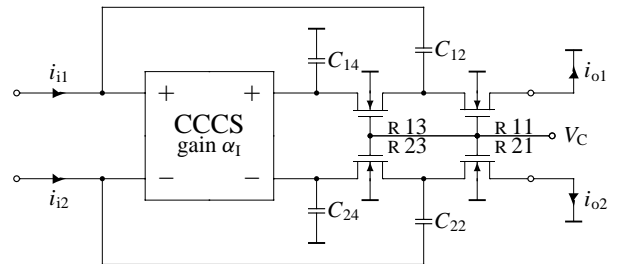 i_i1
C_14
C_12
i_o1
+ +
CCCS
gain α_I
R 13
R 11
V_C
R 23
R 21
− −
i_i2
C_24
C_22
i_o2